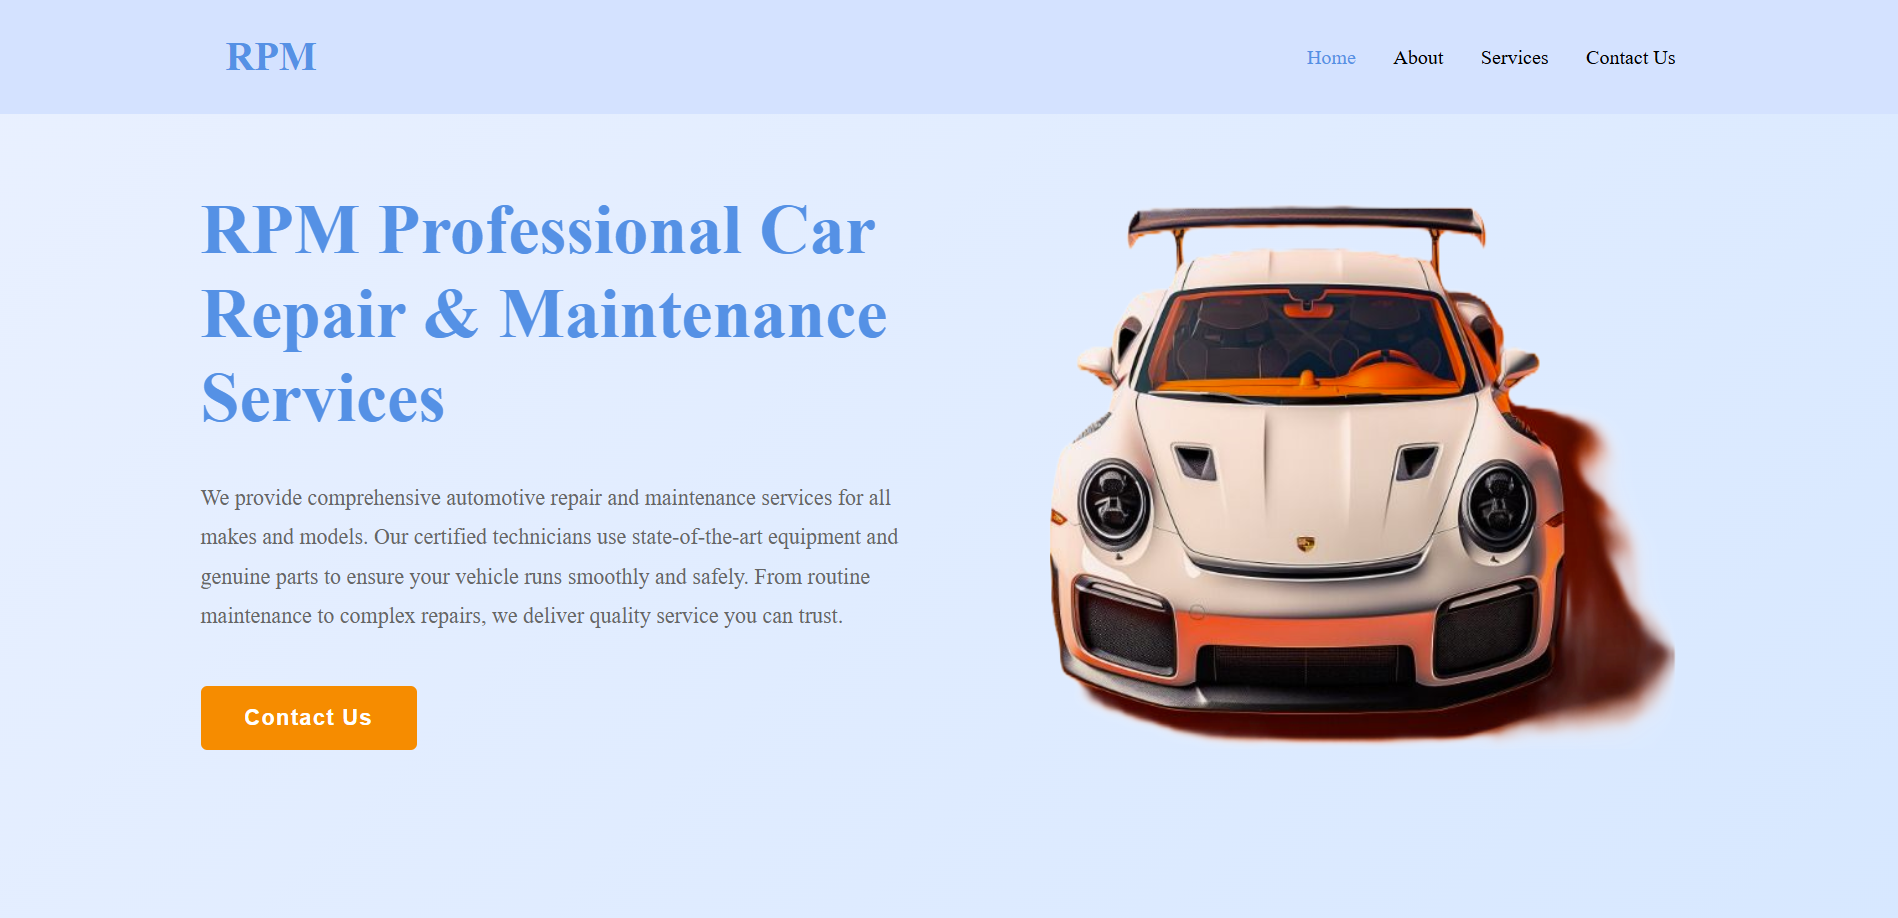 RPM
Home About Services Contact Us
RPM Professional Car
Repair & Maintenance
Services
We provide comprehensive automotive repair and maintenance services for all
makes and models. Our certified technicians use state-of-the-art equipment and
genuine parts to ensure your vehicle runs smoothly and safely. From routine
maintenance to complex repairs, we deliver quality service you can trust.
Contact Us